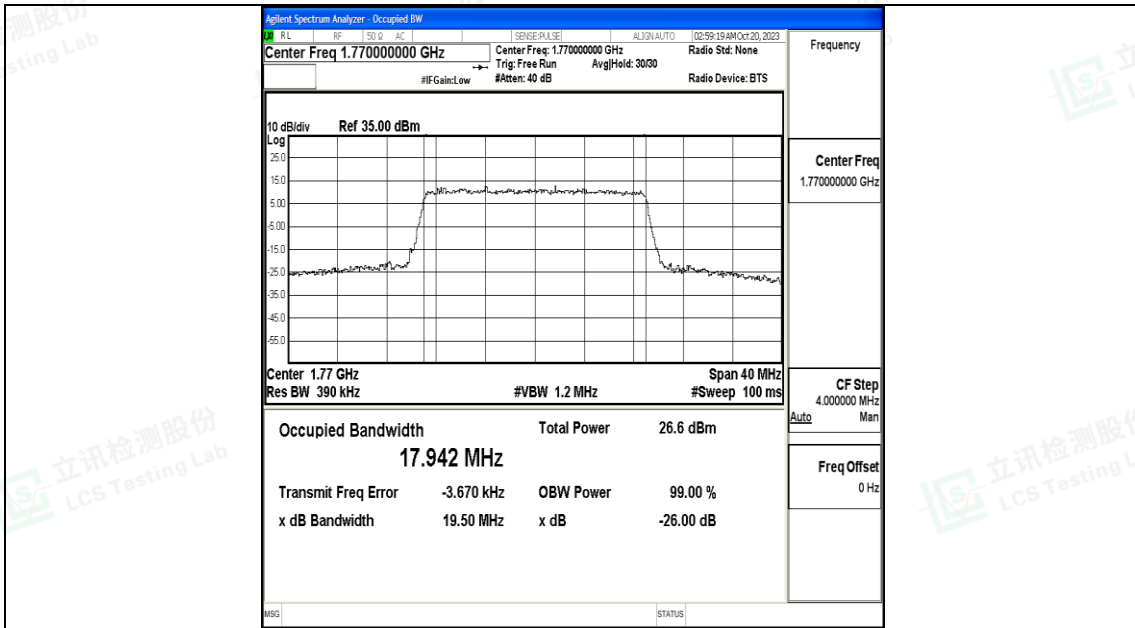 Agilent Spectrum Analyzer - Occupied BW
RL RF 50 Ω AC SENSE:PULSE ALIGN AUTO 02:59:19 AM Oct 20, 2023
Center Freq 1.770000000 GHz
Center Freq: 1.770000000 GHz
Radio Std: None
Trig: Free Run Avg|Hold: 30/30
#IFGain:Low
#Atten: 40 dB
Radio Device: BTS
10 dB/div Ref 35.00 dBm
Log
25.0
15.0
5.00
-5.00
-15.0
-25.0
-35.0
-45.0
-55.0
Center 1.77 GHz Span 40 MHz
Res BW 390 kHz #VBW 1.2 MHz #Sweep 100 ms
Occupied Bandwidth Total Power 26.6 dBm
17.942 MHz
Transmit Freq Error -3.670 kHz OBW Power 99.00 %
x dB Bandwidth 19.50 MHz x dB -26.00 dB
MSG STATUS
Frequency
Center Freq
1.770000000 GHz
CF Step
4.000000 MHz
Auto Man
Freq Offset
0 Hz
立讯检测股份
LCS Testing Lab
立讯检测股份
LCS Testing L
测股份
sting Lab
立